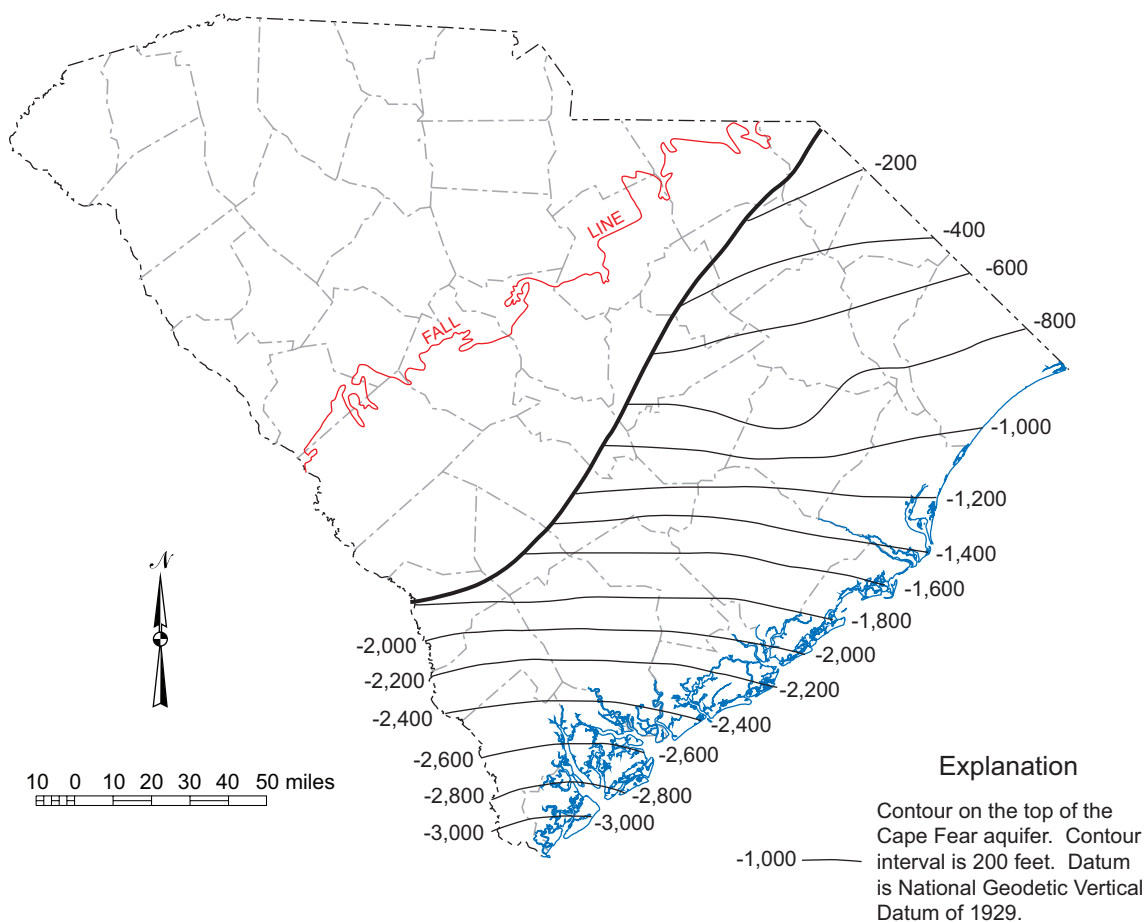 -200
-400
-600
-800
LINE
FALL
-1,000
-1,200
-1,400
-1,600
-1,800
-2,000
-2,000
-2,200
-2,200
-2,400
-2,400
-2,600
-2,600
-2,800
-2,800
-3,000
-3,000
N
10 0 10 20 30 40 50 miles
Explanation
Contour on the top of the
Cape Fear aquifer. Contour
-1,000 interval is 200 feet. Datum
is National Geodetic Vertical
Datum of 1929.